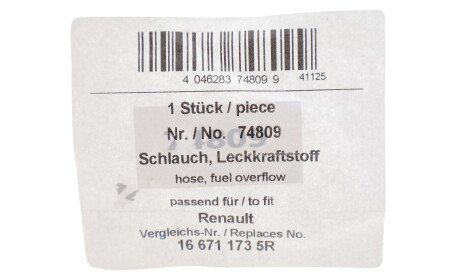 4 046283 74809 9
41125
1 Stück / piece
Nr. / No. 74809
74809
Schlauch, Leckkraftstoff
hose, fuel overflow
passend für / to fit
Renault
Vergleichs-Nr. / Replaces No.
16 671 173 5R